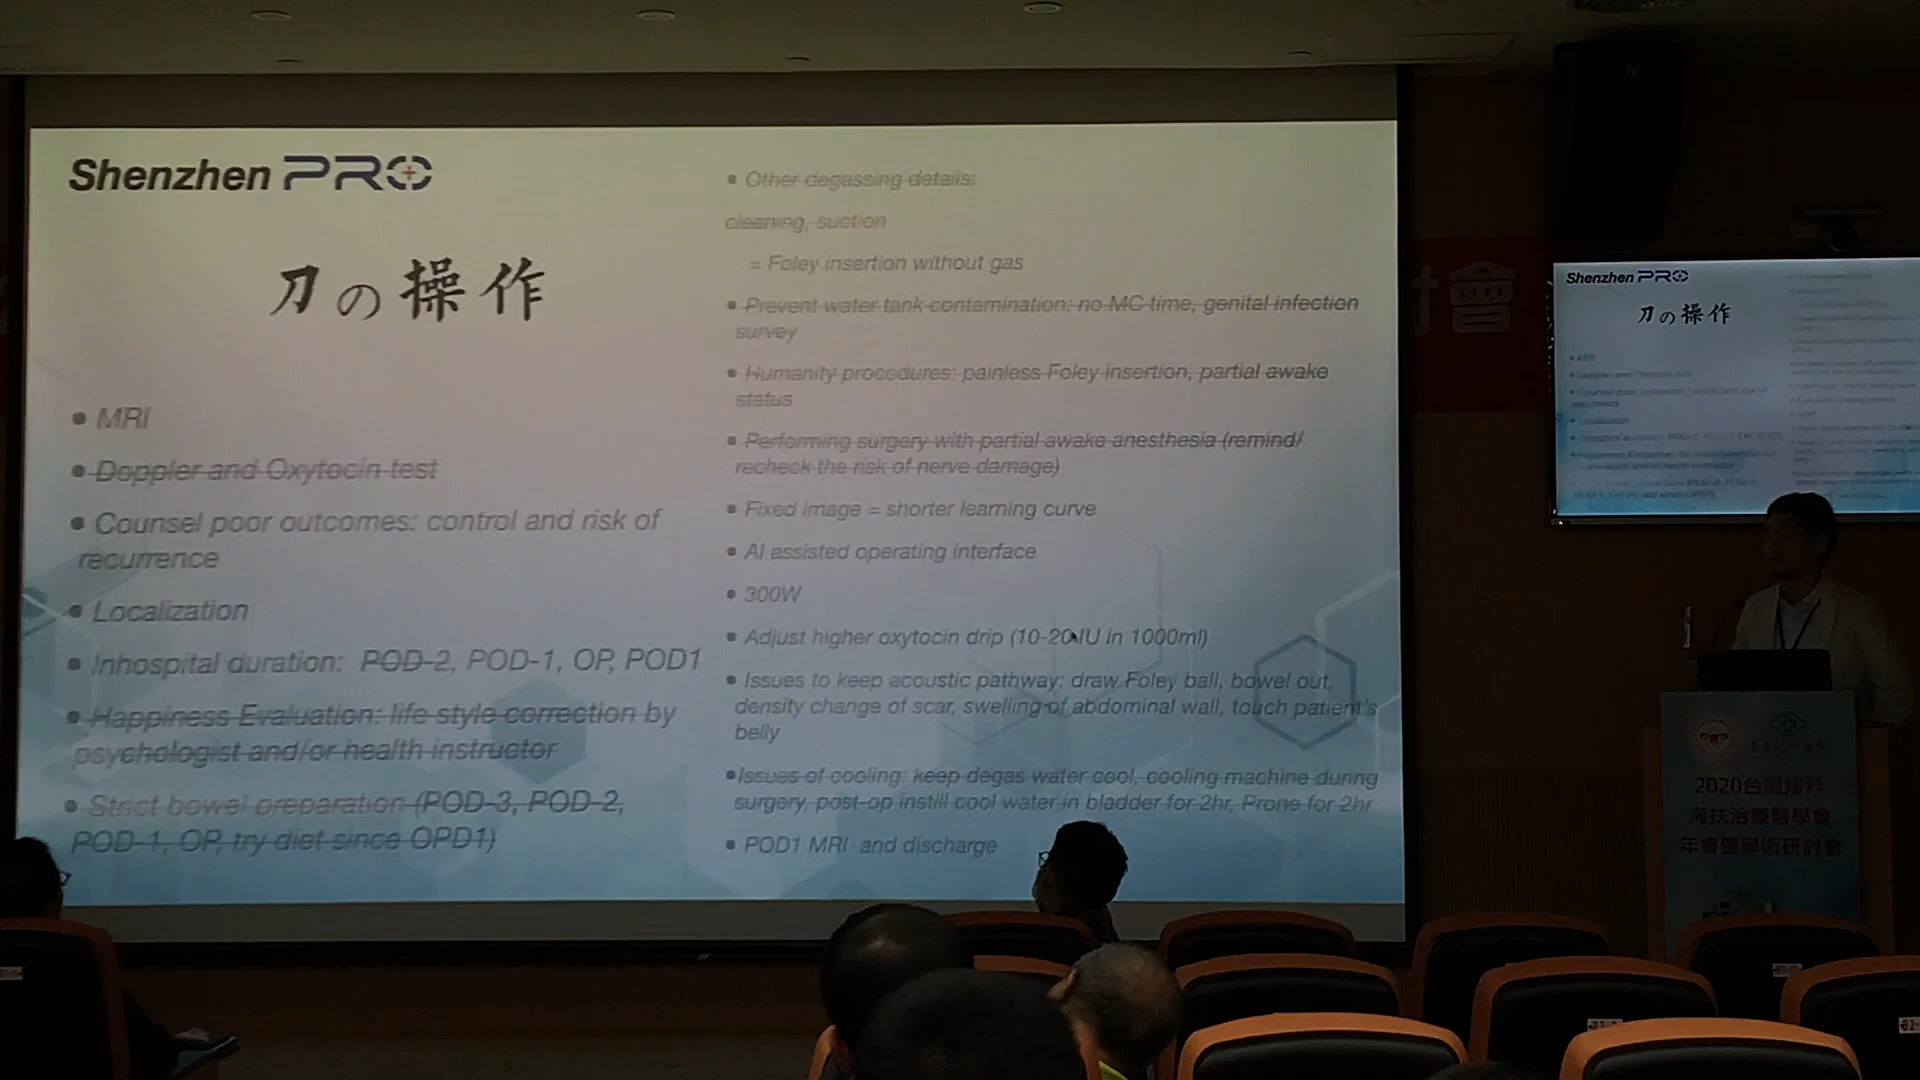 Shenzhen PRO
刀の操作
• MRI
• Doppler and Oxytocin test
• Counsel poor outcomes: control and risk of
recurrence
• Localization
• Inhospital duration: POD-2, POD-1, OP, POD1
• Happiness Evaluation: life style correction by
psychologist and/or health instructor
• Strict bowel preparation (POD-3, POD-2,
POD-1, OP, try diet since OPD1)
• Other degassing details:
cleaning, suction
= Foley insertion without gas
• Prevent water tank contamination: no MC time, genital infection
survey
• Humanity procedures: painless Foley insertion, partial awake
status
• Performing surgery with partial awake anesthesia (remind/
recheck the risk of nerve damage)
• Fixed image = shorter learning curve
• AI assisted operating interface
• 300W
• Adjust higher oxytocin drip (10-20IU in 1000ml)
• Issues to keep acoustic pathway: draw Foley ball, bowel out,
density change of scar, swelling of abdominal wall, touch patient's
belly
• Issues of cooling: keep degas water cool, cooling machine during
surgery, post-op instill cool water in bladder for 2hr, Prone for 2hr
• POD1 MRI and discharge
討會
Shenzhen PRO
刀の操作
• MRI
2020台灣婦科
海扶治療醫學會
年會暨學術研討會